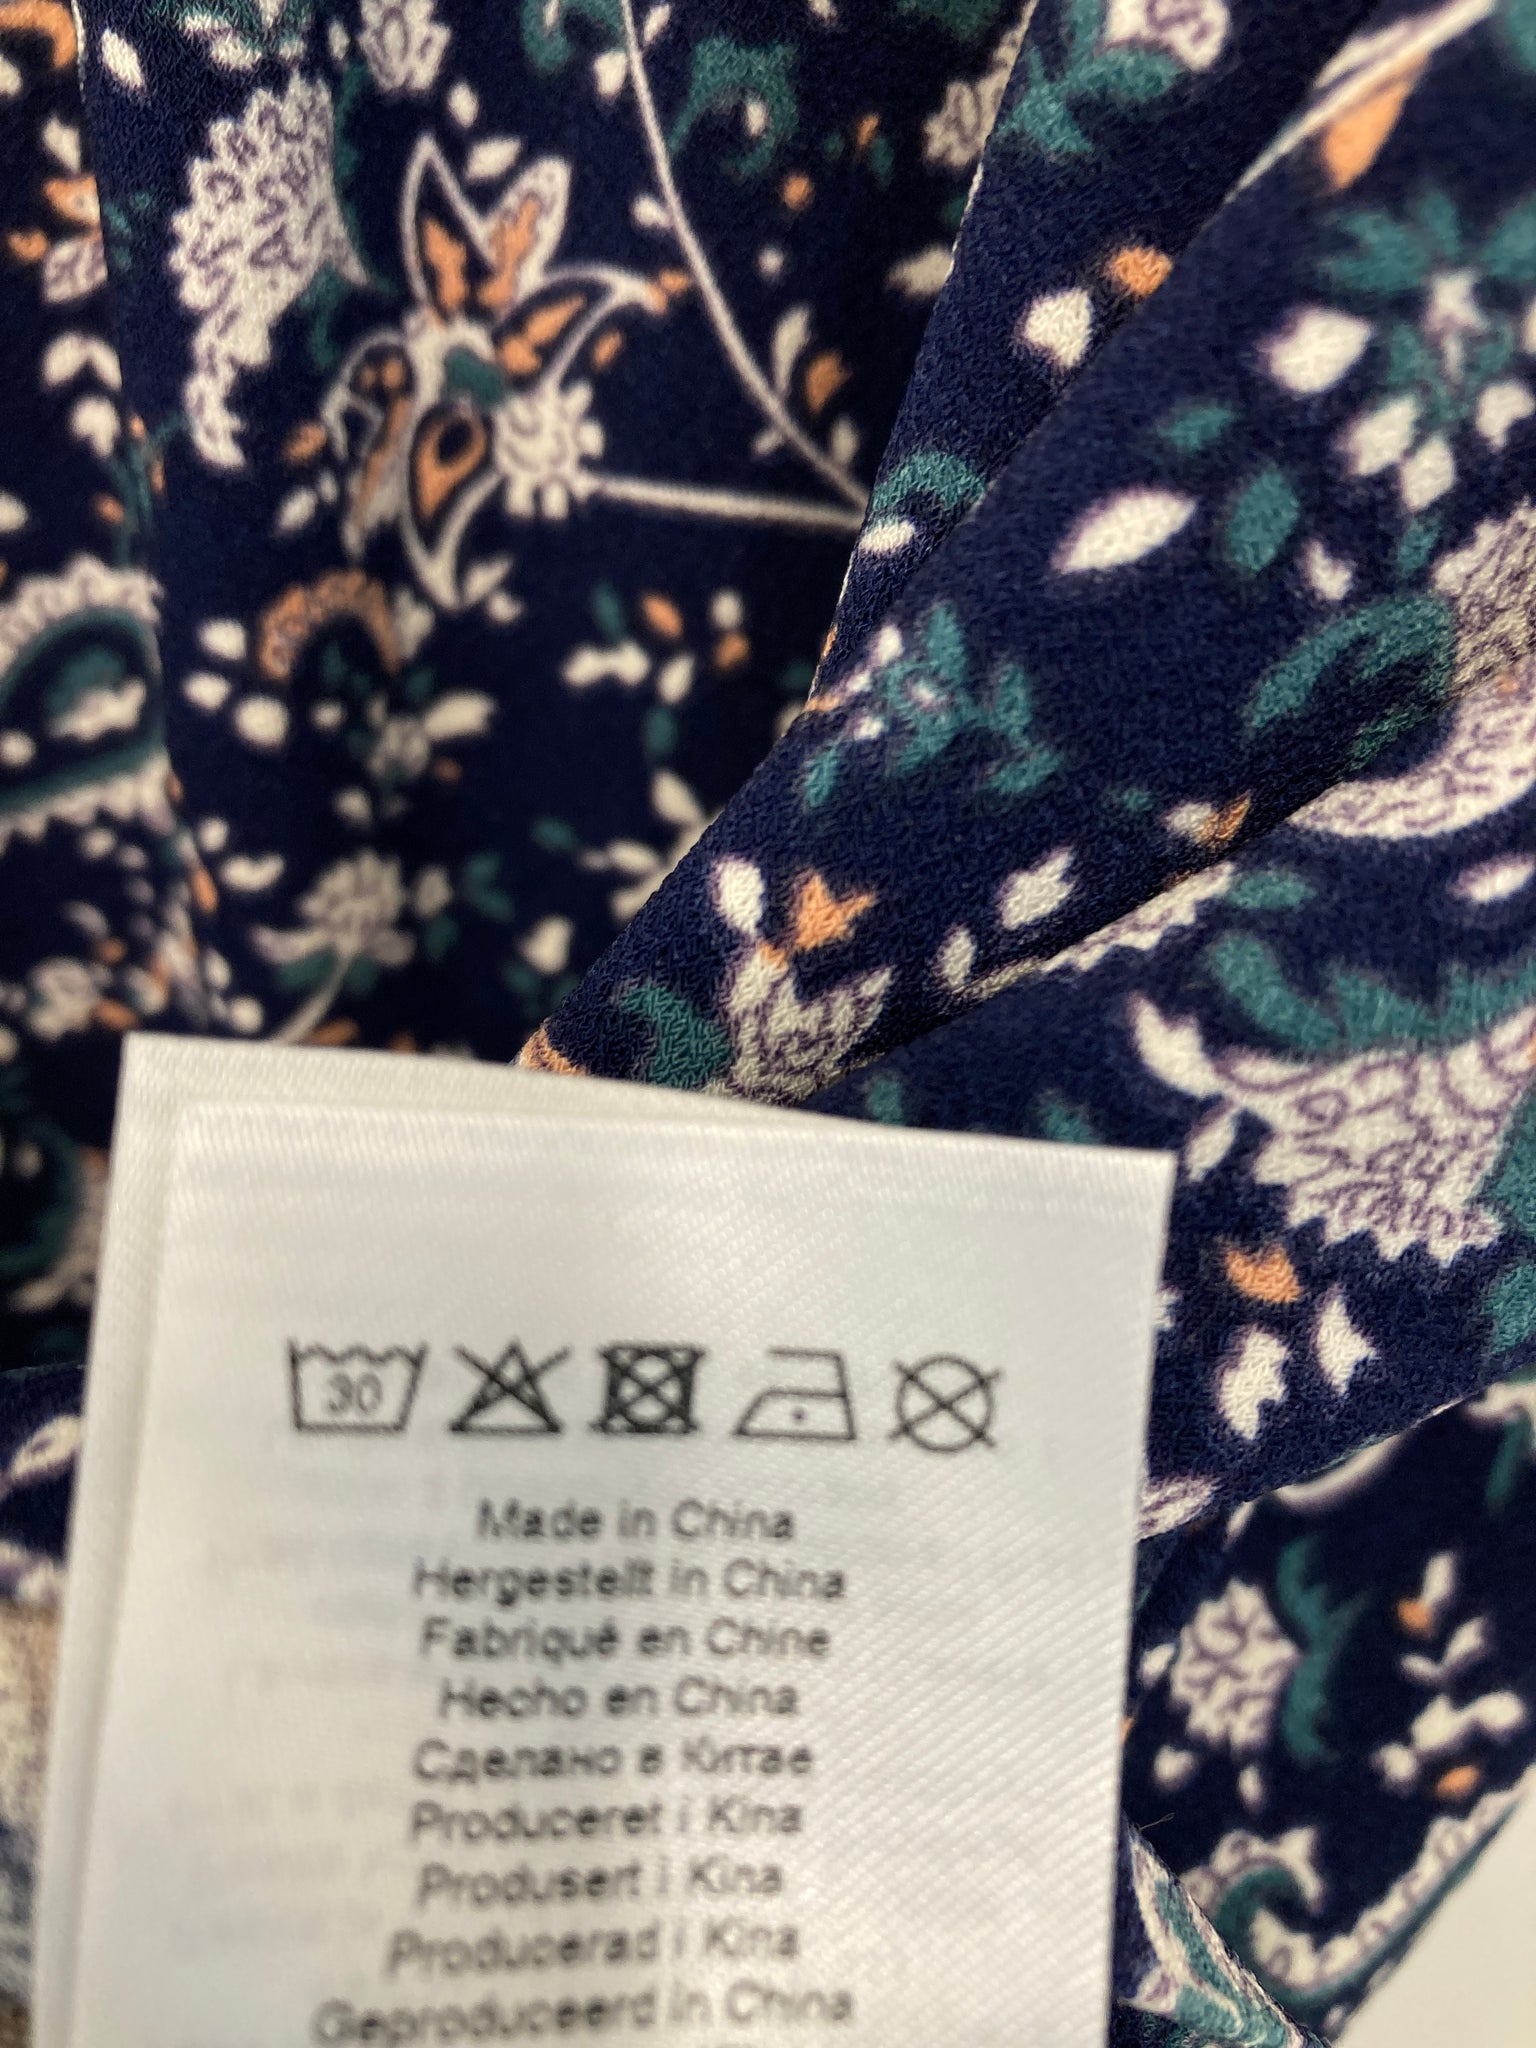 30
Made in China
Hergestellt in China
Fabriqué en Chine
Hecho en China
Сделано в Китае
Produceret i Kina
Produsert i Kina
Producerad i Kina
Geproduceerd in China